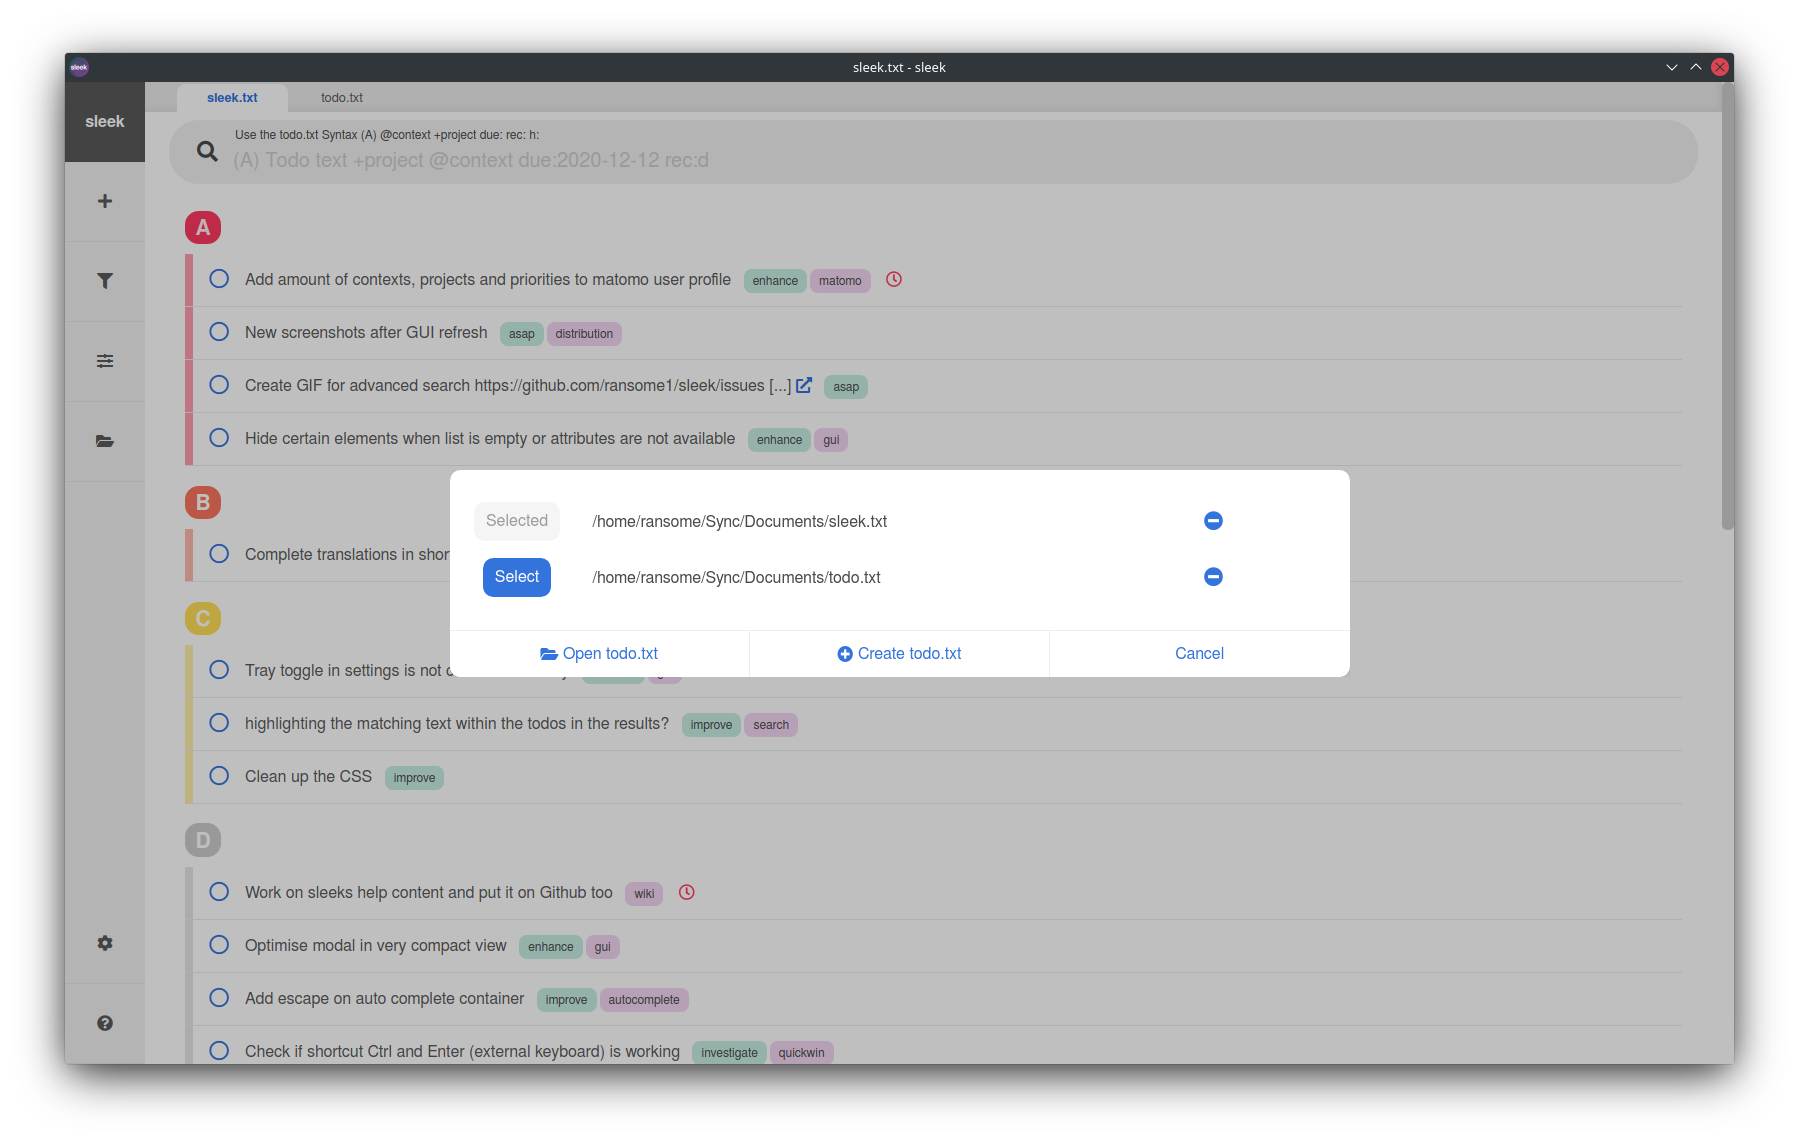 sleek
sleek.txt - sleek
sleek
sleek.txt
todo.txt
Use the todo.txt Syntax (A) @context +project due: rec: h:
(A) Todo text +project @context due:2020-12-12 rec:d
A
Add amount of contexts, projects and priorities to matomo user profile enhance matomo
New screenshots after GUI refresh asap distribution
Create GIF for advanced search https://github.com/ransome1/sleek/issues [...] asap
Hide certain elements when list is empty or attributes are not available enhance gui
B
Complete translations in shor
C
Tray toggle in settings is not
highlighting the matching text within the todos in the results? improve search
Clean up the CSS improve
D
Work on sleeks help content and put it on Github too wiki
Optimise modal in very compact view enhance gui
Add escape on auto complete container improve autocomplete
Check if shortcut Ctrl and Enter (external keyboard) is working investigate quickwin
Selected /home/ransome/Sync/Documents/sleek.txt
Select /home/ransome/Sync/Documents/todo.txt
Open todo.txt
Create todo.txt
Cancel